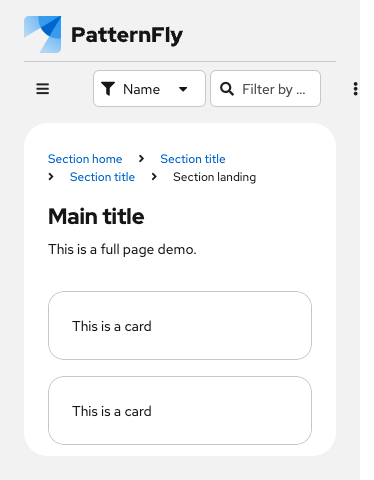 PatternFly
Name
Filter by ...
Section home
Section title
Section title
Section landing
Main title
This is a full page demo.
This is a card
This is a card